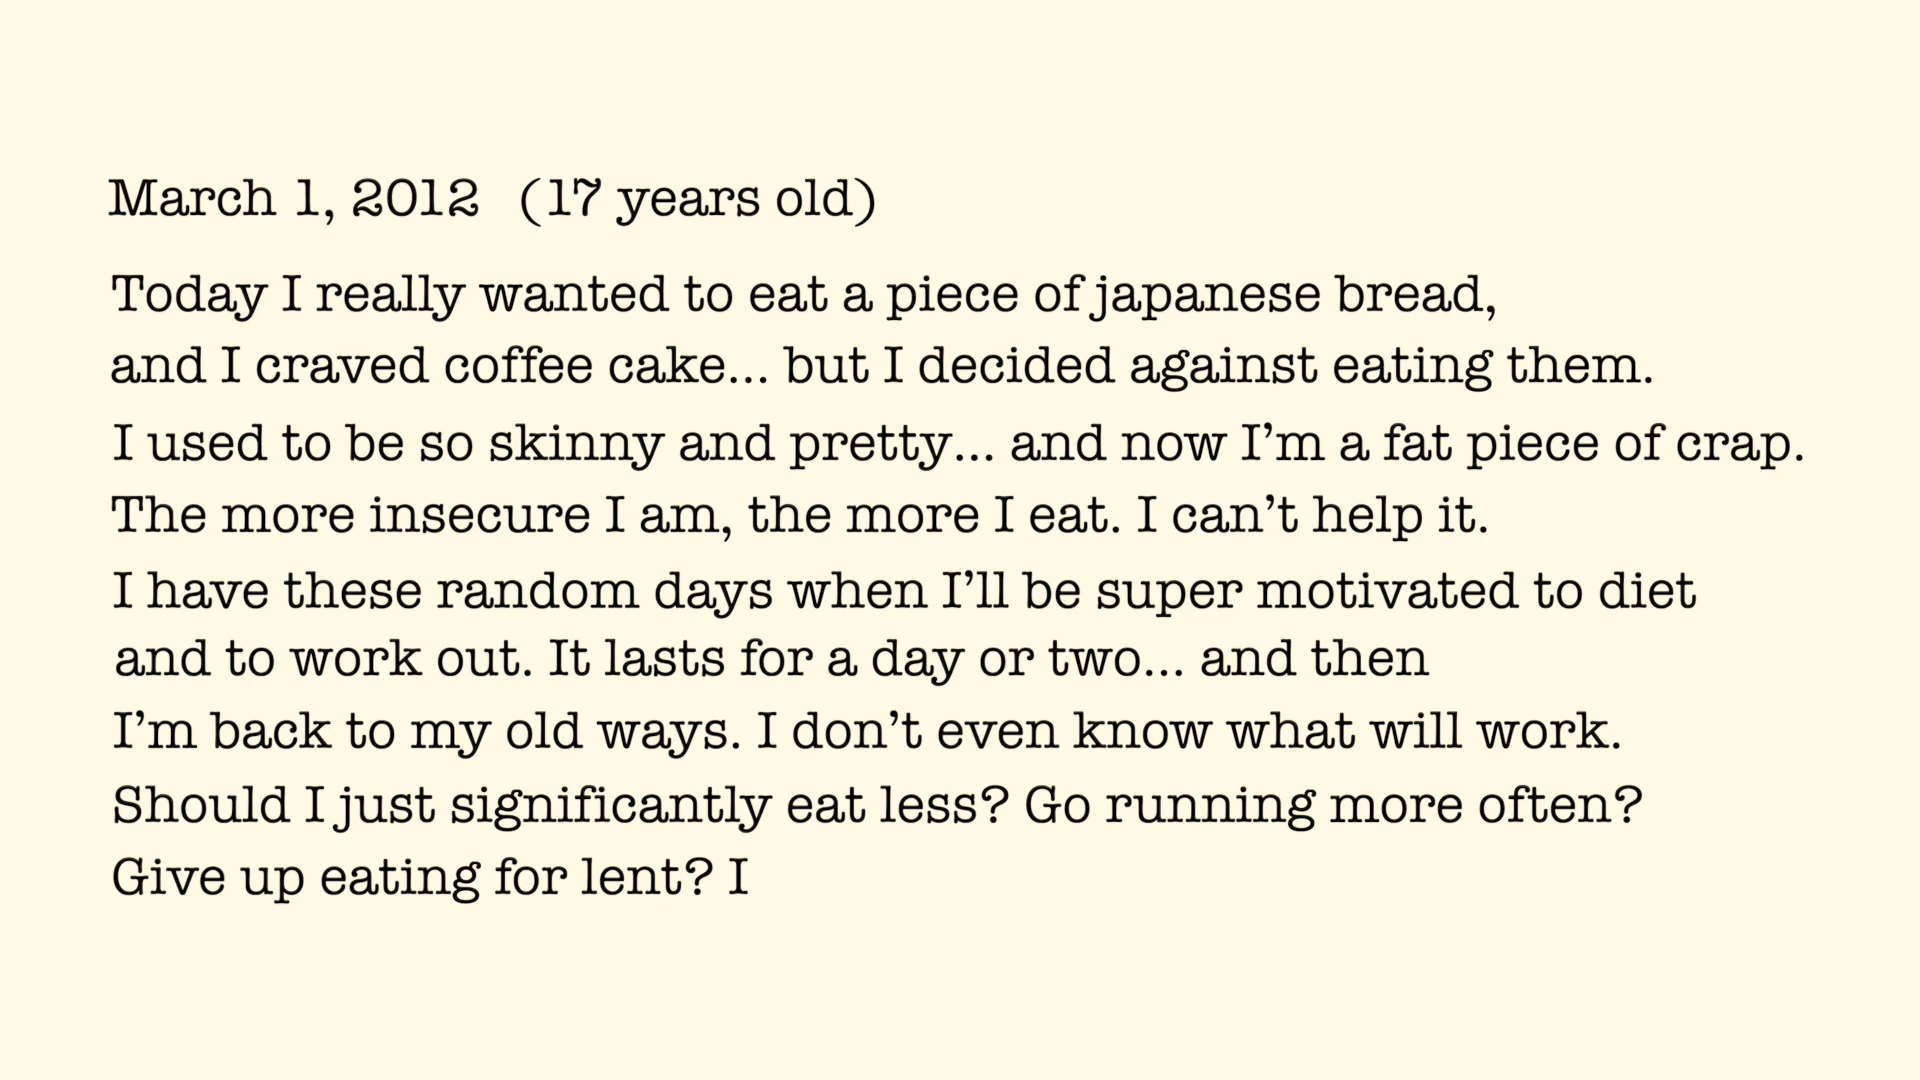 March 1, 2012 (17 years old)
Today I really wanted to eat a piece of japanese bread,
and I craved coffee cake... but I decided against eating them.
I used to be so skinny and pretty... and now I’m a fat piece of crap.
The more insecure I am, the more I eat. I can’t help it.
I have these random days when I’ll be super motivated to diet
and to work out. It lasts for a day or two... and then
I’m back to my old ways. I don’t even know what will work.
Should I just significantly eat less? Go running more often?
Give up eating for lent? I